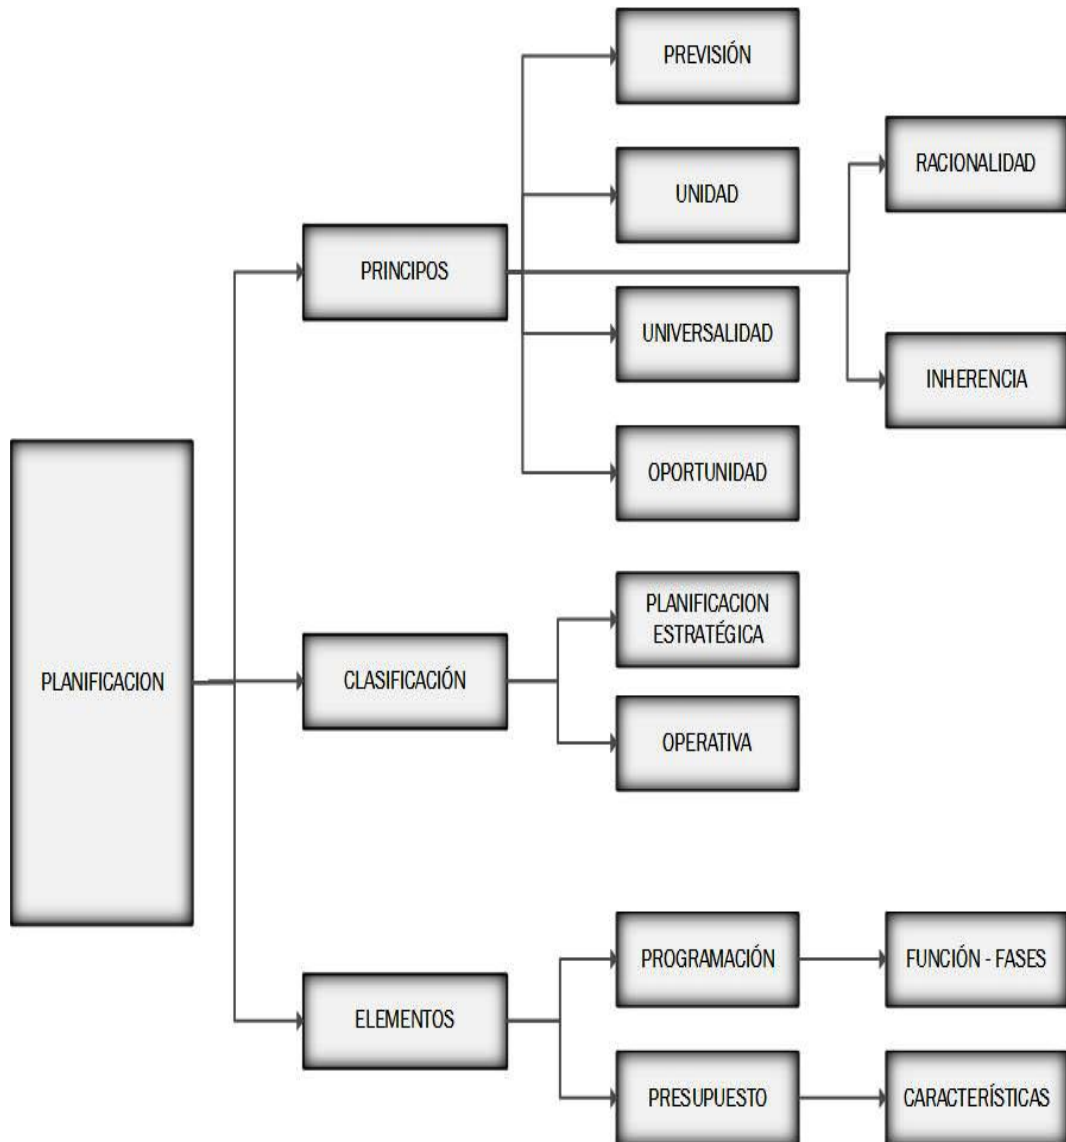 PREVISIÓN
RACIONALIDAD
UNIDAD
PRINCIPOS
UNIVERSALIDAD
INHERENCIA
OPORTUNIDAD
PLANIFICACION
ESTRATÉGICA
PLANIFICACION
CLASIFICACIÓN
OPERATIVA
PROGRAMACIÓN
FUNCIÓN - FASES
ELEMENTOS
PRESUPUESTO
CARACTERÍSTICAS